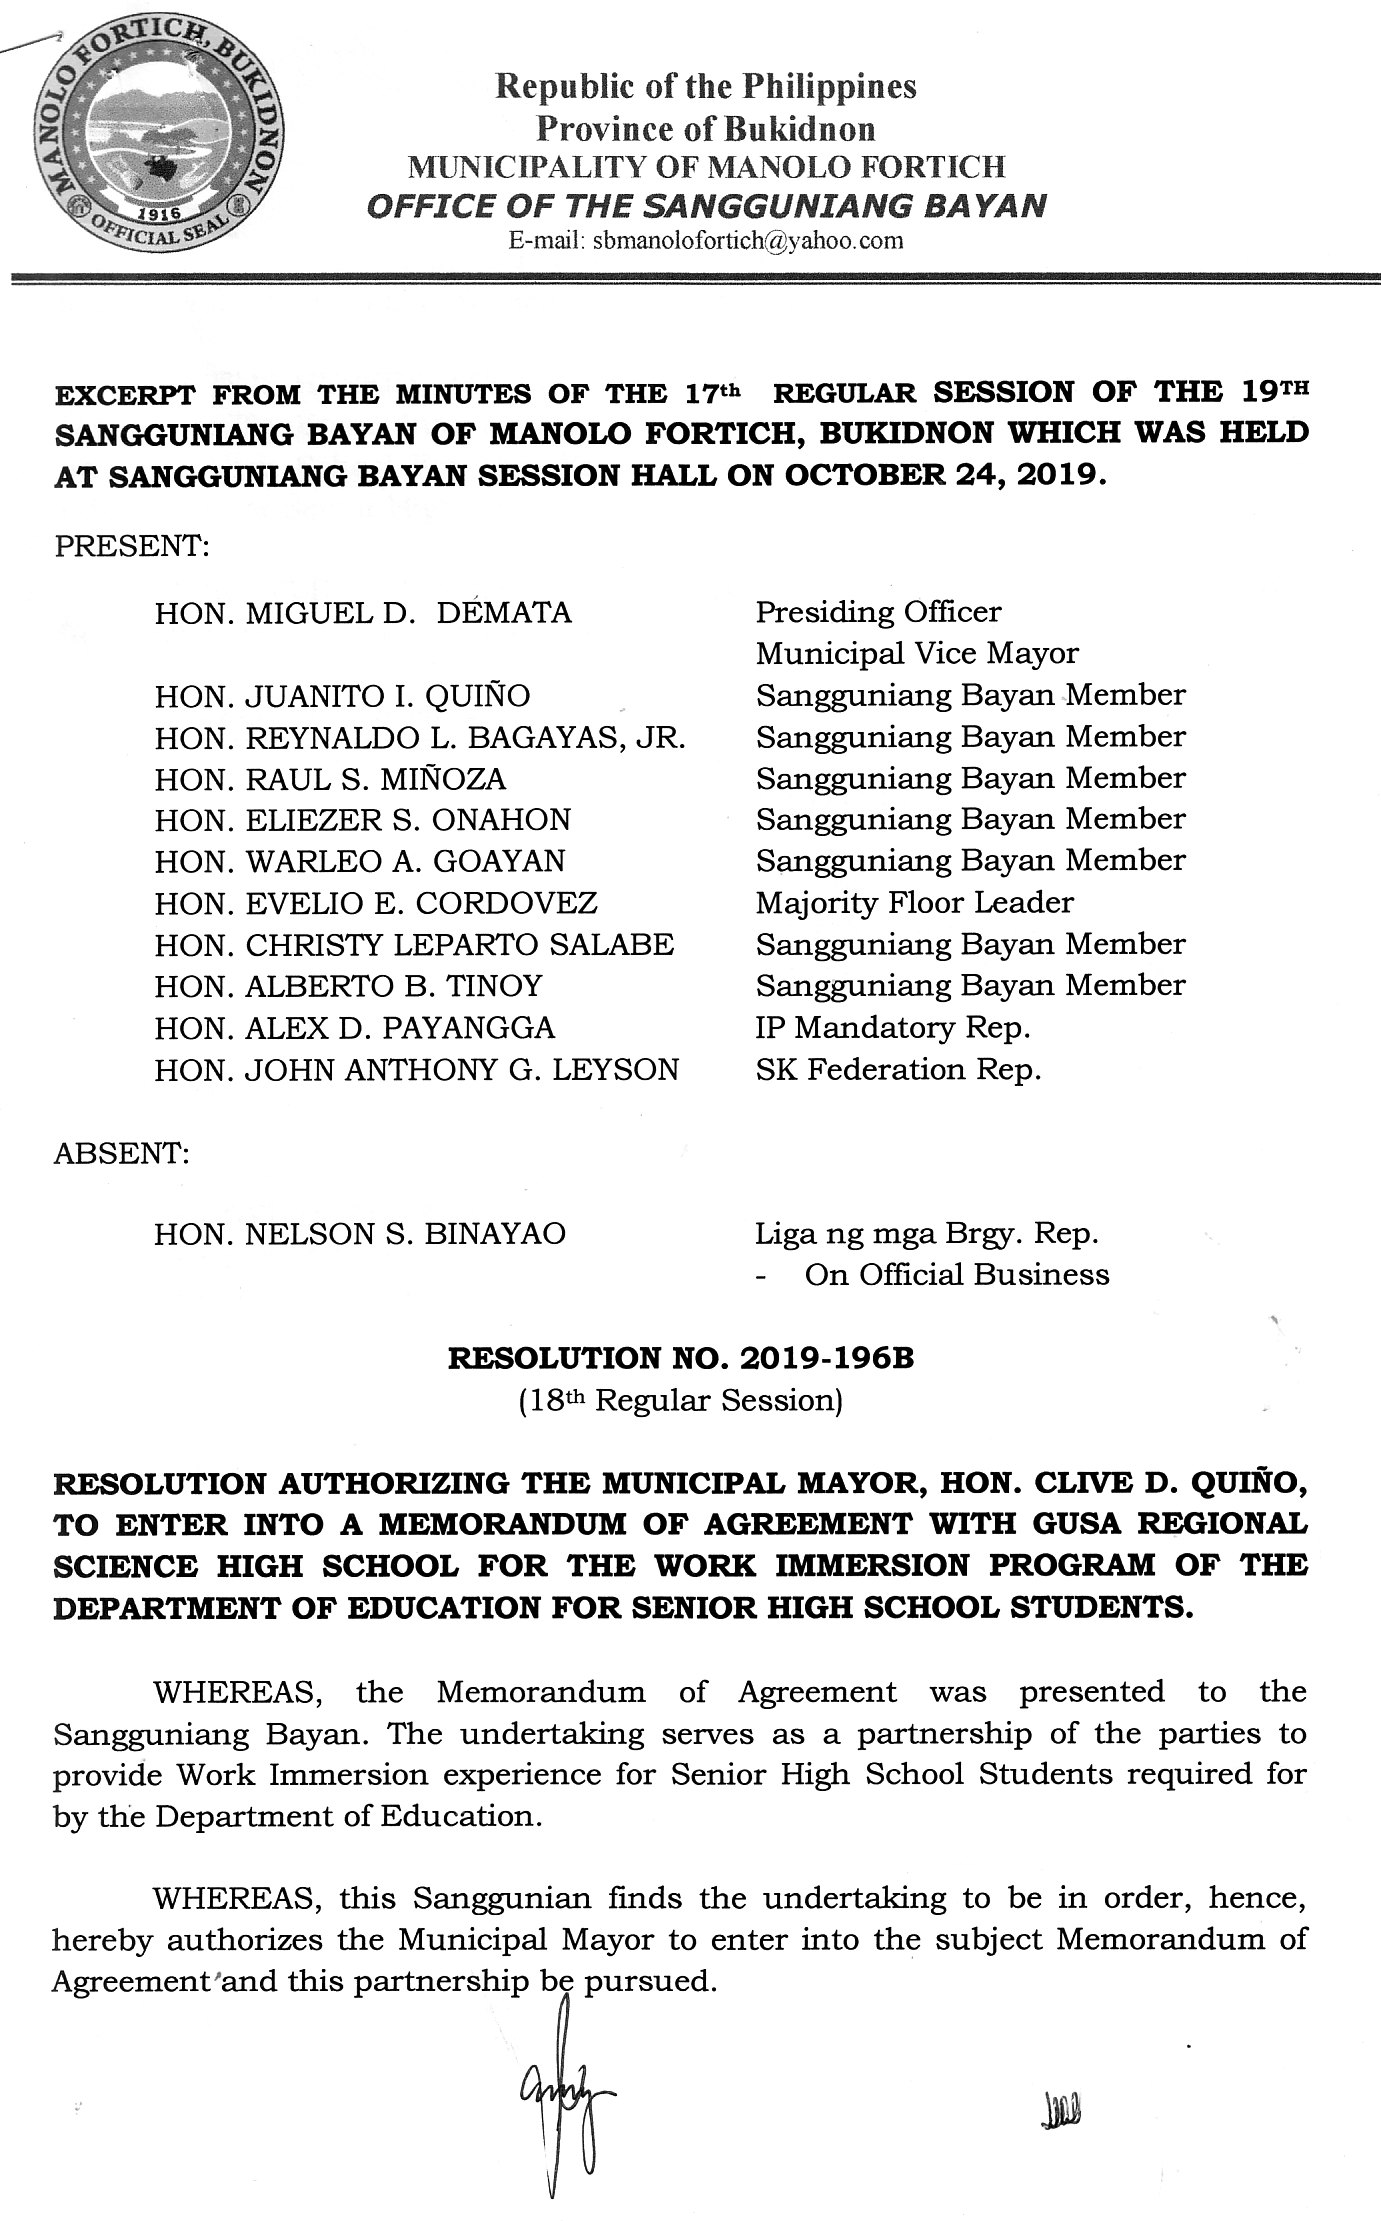 MANOLO FORTICH, BUKIDNON
1916
OFFICIAL SEAL
Republic of the Philippines
Province of Bukidnon
MUNICIPALITY OF MANOLO FORTICH
OFFICE OF THE SANGGUNIANG BAYAN
E-mail: sbmanolofortich@yahoo.com
EXCERPT FROM THE MINUTES OF THE 17th REGULAR SESSION OF THE 19TH
SANGGUNIANG BAYAN OF MANOLO FORTICH, BUKIDNON WHICH WAS HELD
AT SANGGUNIANG BAYAN SESSION HALL ON OCTOBER 24, 2019.
PRESENT:
HON. MIGUEL D. DEMATA Presiding Officer
Municipal Vice Mayor
HON. JUANITO I. QUIÑO Sangguniang Bayan Member
HON. REYNALDO L. BAGAYAS, JR. Sangguniang Bayan Member
HON. RAUL S. MIÑOZA Sangguniang Bayan Member
HON. ELIEZER S. ONAHON Sangguniang Bayan Member
HON. WARLEO A. GOAYAN Sangguniang Bayan Member
HON. EVELIO E. CORDOVEZ Majority Floor Leader
HON. CHRISTY LEPARTO SALABE Sangguniang Bayan Member
HON. ALBERTO B. TINOY Sangguniang Bayan Member
HON. ALEX D. PAYANGGA IP Mandatory Rep.
HON. JOHN ANTHONY G. LEYSON SK Federation Rep.
ABSENT:
HON. NELSON S. BINAYAO Liga ng mga Brgy. Rep.
- On Official Business
RESOLUTION NO. 2019-196B
(18th Regular Session)
RESOLUTION AUTHORIZING THE MUNICIPAL MAYOR, HON. CLIVE D. QUIÑO,
TO ENTER INTO A MEMORANDUM OF AGREEMENT WITH GUSA REGIONAL
SCIENCE HIGH SCHOOL FOR THE WORK IMMERSION PROGRAM OF THE
DEPARTMENT OF EDUCATION FOR SENIOR HIGH SCHOOL STUDENTS.
WHEREAS, the Memorandum of Agreement was presented to the
Sangguniang Bayan. The undertaking serves as a partnership of the parties to
provide Work Immersion experience for Senior High School Students required for
by the Department of Education.
WHEREAS, this Sanggunian finds the undertaking to be in order, hence,
hereby authorizes the Municipal Mayor to enter into the subject Memorandum of
Agreement and this partnership be pursued.